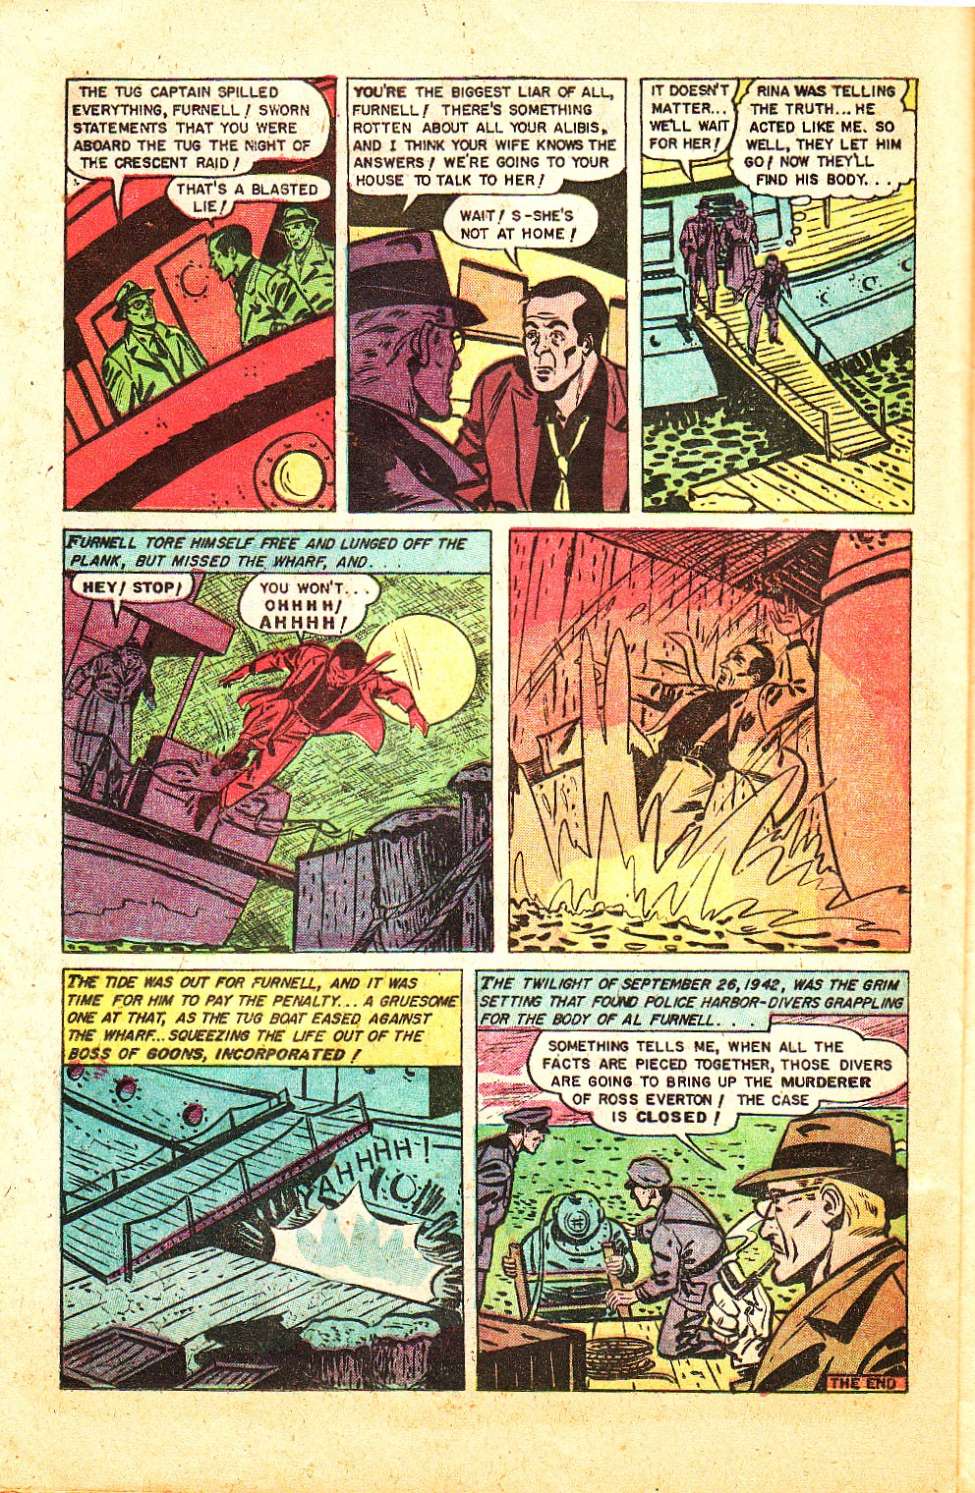 THE TUG CAPTAIN SPILLED
EVERYTHING, FURNELL! SWORN
STATEMENTS THAT YOU WERE
ABOARD THE TUG THE NIGHT OF
THE CRESCENT RAID!
THAT'S A BLASTED
LIE!
YOU'RE THE BIGGEST LIAR OF ALL,
FURNELL! THERE'S SOMETHING
ROTTEN ABOUT ALL YOUR ALIBIS,
AND I THINK YOUR WIFE KNOWS THE
ANSWERS! WE'RE GOING TO YOUR
HOUSE TO TALK TO HER!
WAIT! S-SHE'S
NOT AT HOME!
IT DOESN'T
MATTER...
WE'LL WAIT
FOR HER!
RINA WAS TELLING
THE TRUTH...HE
ACTED LIKE ME. SO
WELL, THEY LET HIM
GO! NOW THEY'LL
FIND HIS BODY...
FURNELL TORE HIMSELF FREE AND LUNGED OFF THE
PLANK, BUT MISSED THE WHARF, AND...
HEY! STOP!
YOU WON'T...
OHHHH!
AHHHH!
THE TIDE WAS OUT FOR FURNELL, AND IT WAS
TIME FOR HIM TO PAY THE PENALTY... A GRUESOME
ONE AT THAT, AS THE TUG BOAT EASED AGAINST
THE WHARF...SQUEEZING THE LIFE OUT OF THE
BOSS OF GOONS, INCORPORATED!
YAHHHH!
THE TWILIGHT OF SEPTEMBER 26, 1942, WAS THE GRIM
SETTING THAT FOUND POLICE HARBOR-DIVERS GRAPPLING
FOR THE BODY OF AL FURNELL....
SOMETHING TELLS ME, WHEN ALL THE
FACTS ARE PIECED TOGETHER, THOSE DIVERS
ARE GOING TO BRING UP THE MURDERER
OF ROSS EVERTON! THE CASE
IS CLOSED!
THE END